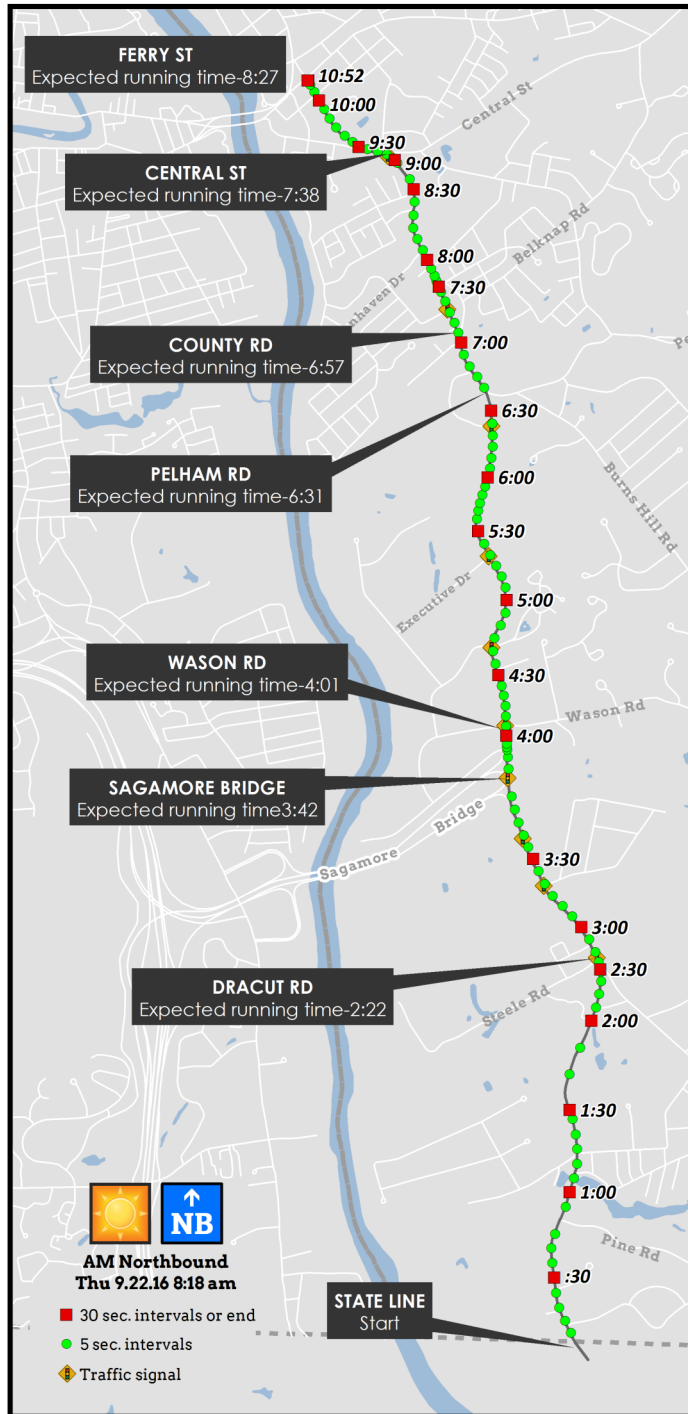 FERRY ST
Expected running time-8:27
10:52
10:00
Central St
9:30
CENTRAL ST
Expected running time-7:38
9:00
8:30
Belknap Rd
8:00
7:30
nhaven Dr
COUNTY RD
Expected running time-6:57
7:00
Pe
6:30
PELHAM RD
Expected running time-6:31
6:00
Burns Hill Rd
5:30
Executive Dr
5:00
WASON RD
Expected running time-4:01
4:30
Wason Rd
4:00
SAGAMORE BRIDGE
Expected running time3:42
Sagamore Bridge
3:30
3:00
DRACUT RD
Expected running time-2:22
2:30
Steele Rd
2:00
1:30
1:00
Pine Rd
:30
NB
AM Northbound
Thu 9.22.16 8:18 am
STATE LINE
Start
30 sec. intervals or end
5 sec. intervals
Traffic signal